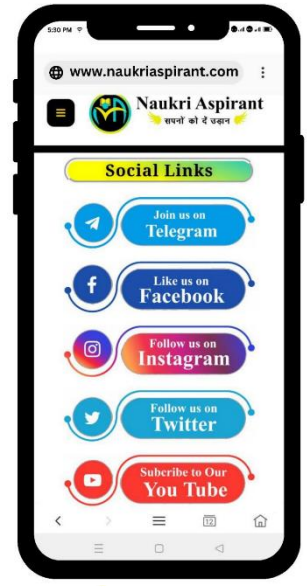 5:30 PM
www.naukriaspirant.com
Naukri Aspirant
सपनों को दें उड़ान
Social Links
Join us on
Telegram
Like us on
Facebook
Follow us on
Instagram
Follow us on
Twitter
Subcribe to Our
You Tube
12